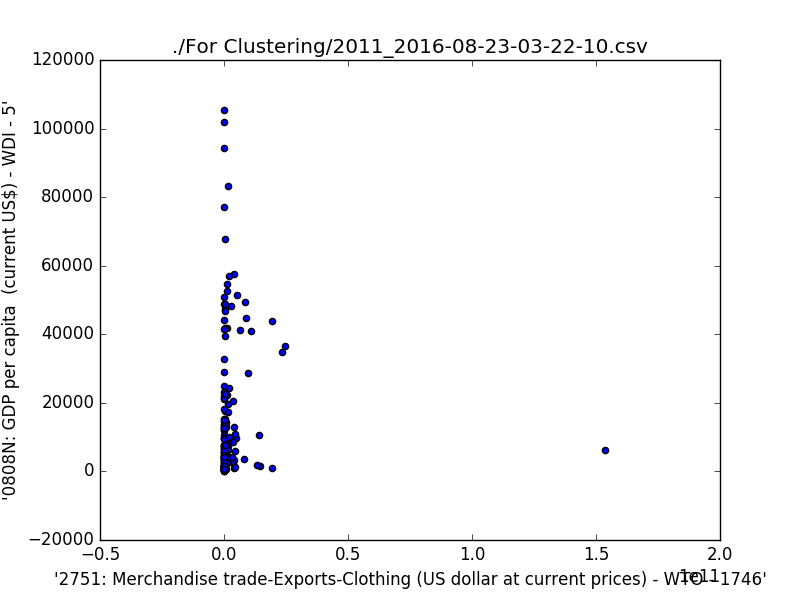 ./For Clustering/2011_2016-08-23-03-22-10.csv
120000
100000
80000
60000
40000
20000
0
−20000
'0808N: GDP per capita (current US$) - WDI - 5'
−0.5 0.0 0.5 1.0 1.5 2.0
1e11
'2751: Merchandise trade-Exports-Clothing (US dollar at current prices) - WTO - 1746'